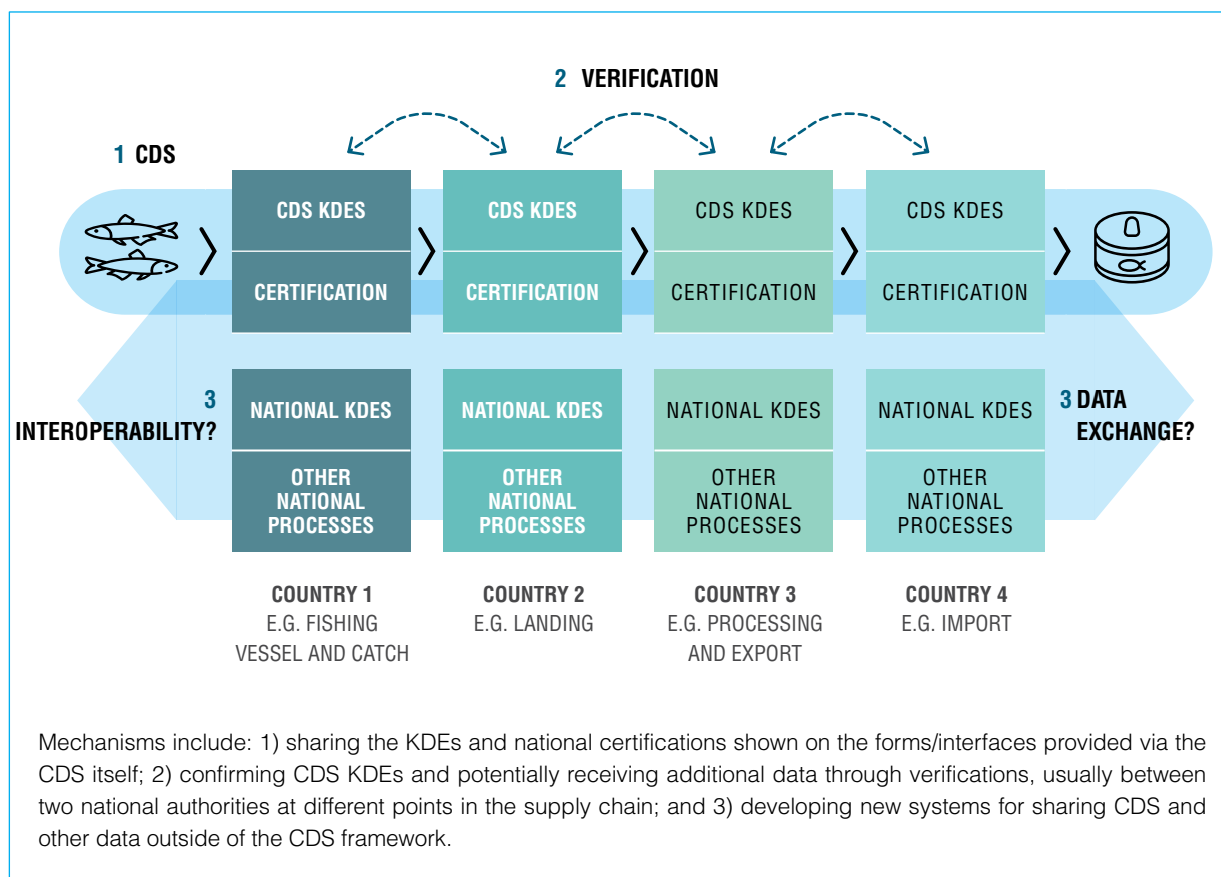 2 VERIFICATION
1 CDS
CDS KDES
CDS KDES
CDS KDES
CDS KDES
CERTIFICATION
CERTIFICATION
CERTIFICATION
CERTIFICATION
3
INTEROPERABILITY?
NATIONAL KDES
NATIONAL KDES
NATIONAL KDES
NATIONAL KDES
3 DATA
EXCHANGE?
OTHER
NATIONAL
PROCESSES
OTHER
NATIONAL
PROCESSES
OTHER
NATIONAL
PROCESSES
OTHER
NATIONAL
PROCESSES
COUNTRY 1
E.G. FISHING
VESSEL AND CATCH
COUNTRY 2
E.G. LANDING
COUNTRY 3
E.G. PROCESSING
AND EXPORT
COUNTRY 4
E.G. IMPORT
Mechanisms include: 1) sharing the KDEs and national certifications shown on the forms/interfaces provided via the
CDS itself; 2) confirming CDS KDEs and potentially receiving additional data through verifications, usually between
two national authorities at different points in the supply chain; and 3) developing new systems for sharing CDS and
other data outside of the CDS framework.